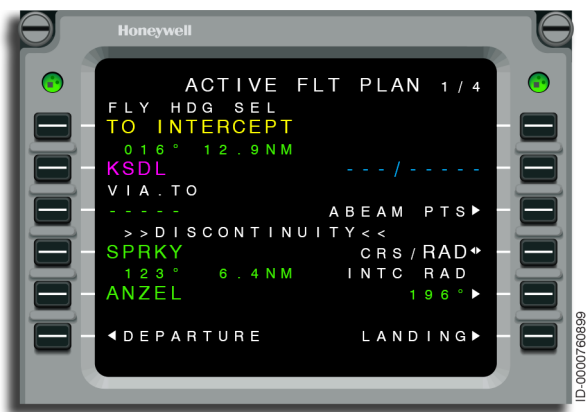 Honeywell
ACTIVE FLT PLAN 1/4
FLY HDG SEL
TO INTERCEPT
016° 12.9NM
KSDL ---/-----
VIA.TO
----- ABEAM PTS▶
>>DISCONTINUITY<<
SPRKY CRS/RAD◂▸
123° 6.4NM INTC RAD
ANZEL 196°▶
◀DEPARTURE LANDING▶
ID-0000760899